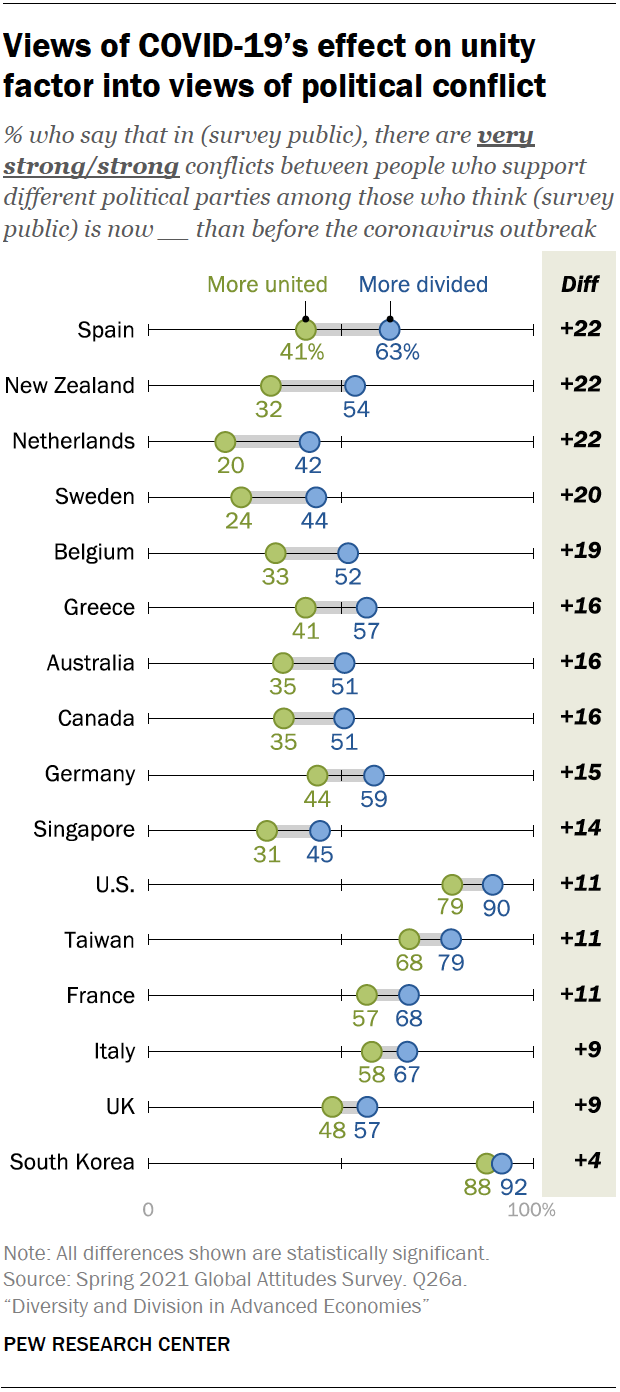 Views of COVID-19’s effect on unity
factor into views of political conflict
% who say that in (survey public), there are very
strong/strong conflicts between people who support
different political parties among those who think (survey
public) is now __ than before the coronavirus outbreak
More united More divided Diff
Spain +22
41% 63%
New Zealand +22
32 54
Netherlands +22
20 42
Sweden +20
24 44
Belgium +19
33 52
Greece +16
41 57
Australia +16
35 51
Canada +16
35 51
Germany +15
44 59
Singapore +14
31 45
U.S. +11
79 90
Taiwan +11
68 79
France +11
57 68
Italy +9
58 67
UK +9
48 57
South Korea +4
88 92
0 100%
Note: All differences shown are statistically significant.
Source: Spring 2021 Global Attitudes Survey. Q26a.
“Diversity and Division in Advanced Economies”
PEW RESEARCH CENTER